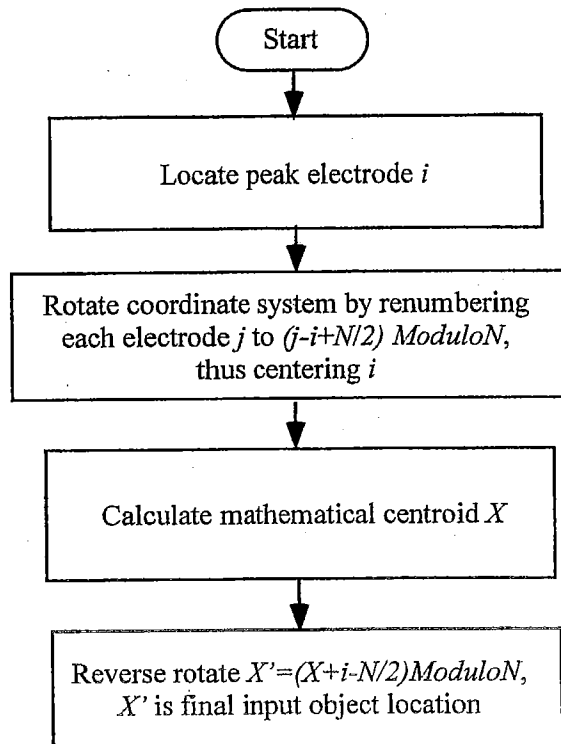 Start
Locate peak electrode i
Rotate coordinate system by renumbering
each electrode j to (j-i+N/2) ModuloN,
thus centering i
Calculate mathematical centroid X
Reverse rotate X'=(X+i-N/2)ModuloN,
X' is final input object location